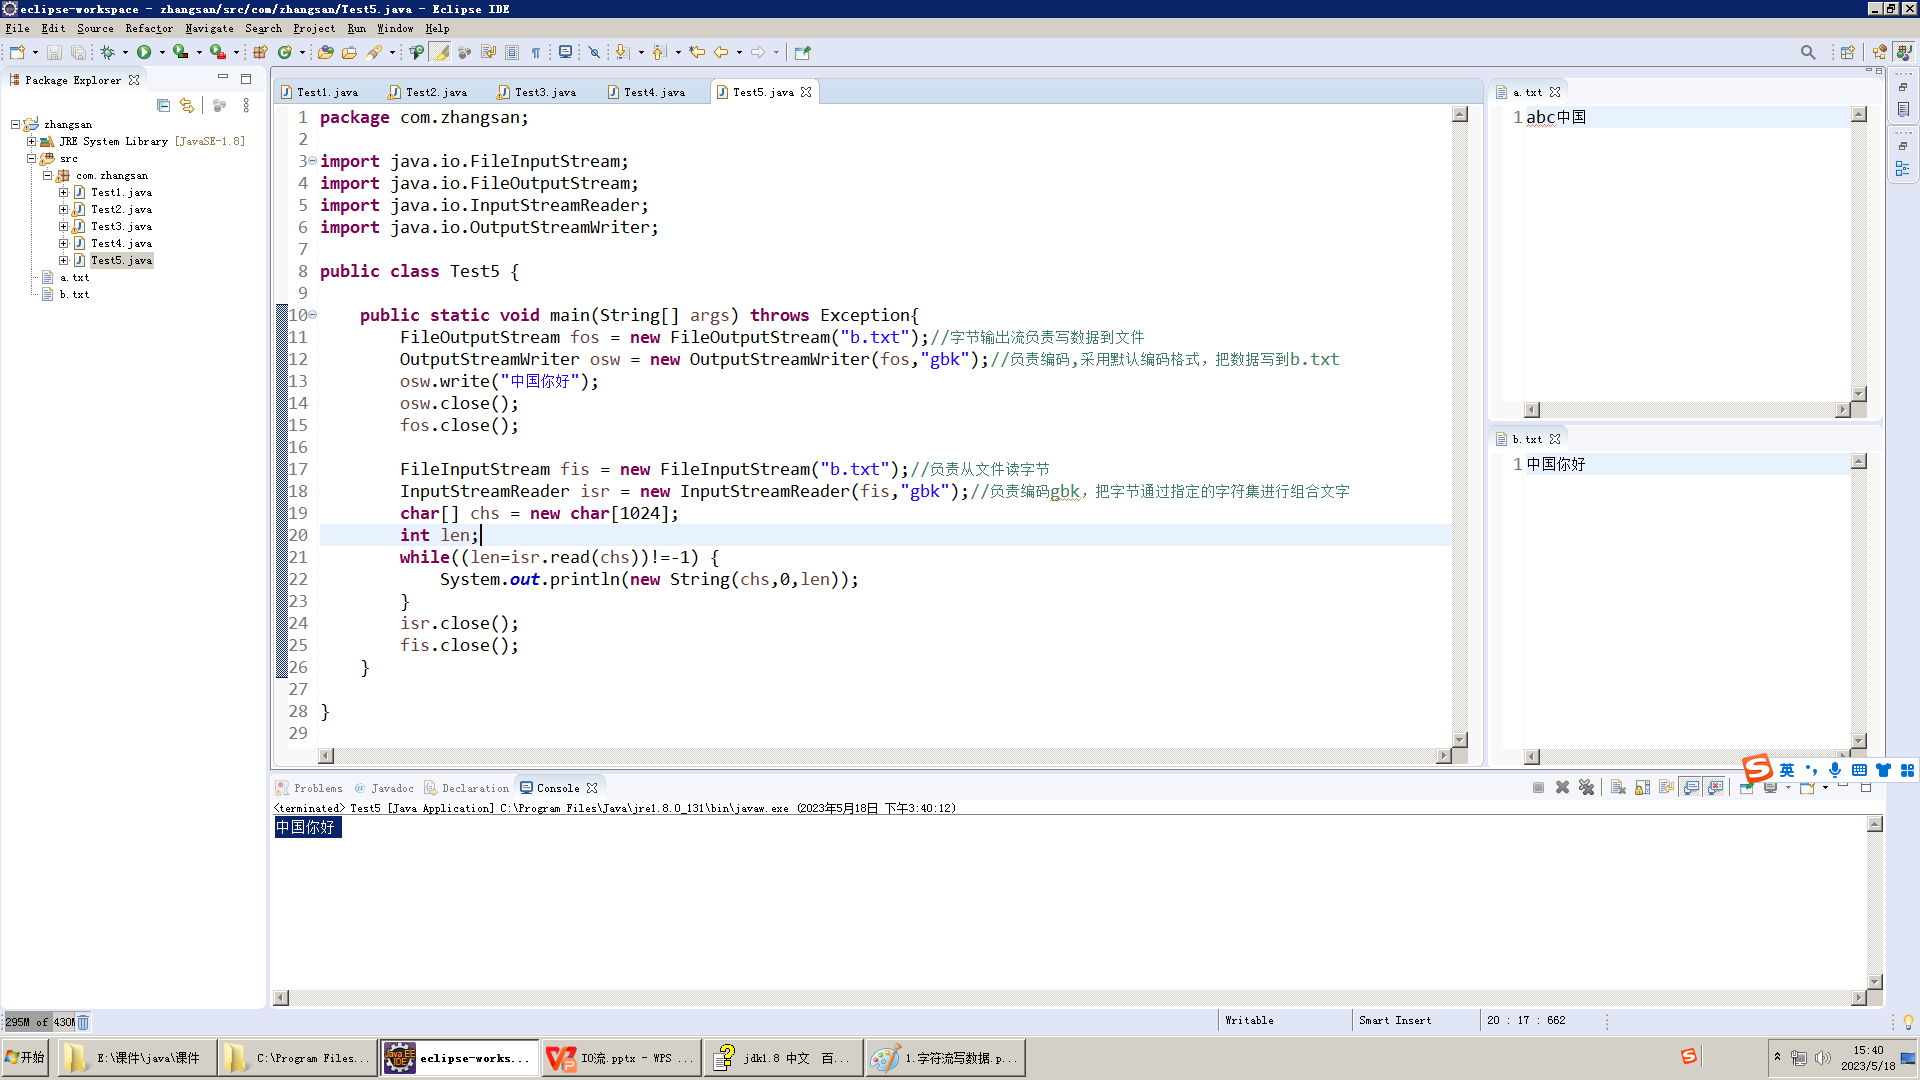 eclipse-workspace - zhangsan/src/com/zhangsan/Test5.java - Eclipse IDE
File Edit Source Refactor Navigate Search Project Run Window Help
Package Explorer
zhangsan
JRE System Library [JavaSE-1.8]
src
com.zhangsan
Test1.java
Test2.java
Test3.java
Test4.java
Test5.java
a.txt
b.txt
Test1.java Test2.java Test3.java Test4.java Test5.java
1 package com.zhangsan;
2
3 import java.io.FileInputStream;
4 import java.io.FileOutputStream;
5 import java.io.InputStreamReader;
6 import java.io.OutputStreamWriter;
7
8 public class Test5 {
9
10 public static void main(String[] args) throws Exception{
11 FileOutputStream fos = new FileOutputStream("b.txt");//字节输出流负责写数据到文件
12 OutputStreamWriter osw = new OutputStreamWriter(fos,"gbk");//负责编码,采用默认编码格式，把数据写到b.txt
13 osw.write("中国你好");
14 osw.close();
15 fos.close();
16
17 FileInputStream fis = new FileInputStream("b.txt");//负责从文件读字节
18 InputStreamReader isr = new InputStreamReader(fis,"gbk");//负责编码gbk，把字节通过指定的字符集进行组合文字
19 char[] chs = new char[1024];
20 int len;
21 while((len=isr.read(chs))!=-1) {
22 System.out.println(new String(chs,0,len));
23 }
24 isr.close();
25 fis.close();
26 }
27
28 }
29
a.txt
1 abc中国
b.txt
1 中国你好
英
Problems Javadoc Declaration Console
<terminated> Test5 [Java Application] C:\Program Files\Java\jre1.8.0_131\bin\javaw.exe (2023年5月18日 下午3:40:12)
中国你好
295M of 430M
Writable Smart Insert 20 : 17 : 662
开始 E:\课件\java\课件 C:\Program Files... eclipse-works... IO流.pptx - WPS ... jdk1.8 中文 百... 1.字符流写数据.p...
15:40
2023/5/18